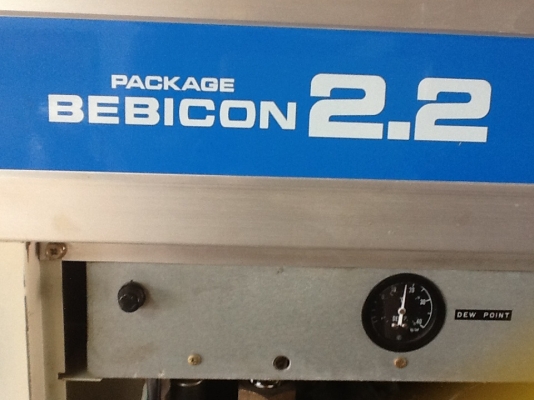 PACKAGE
BEBICON 2.2
DEW POINT